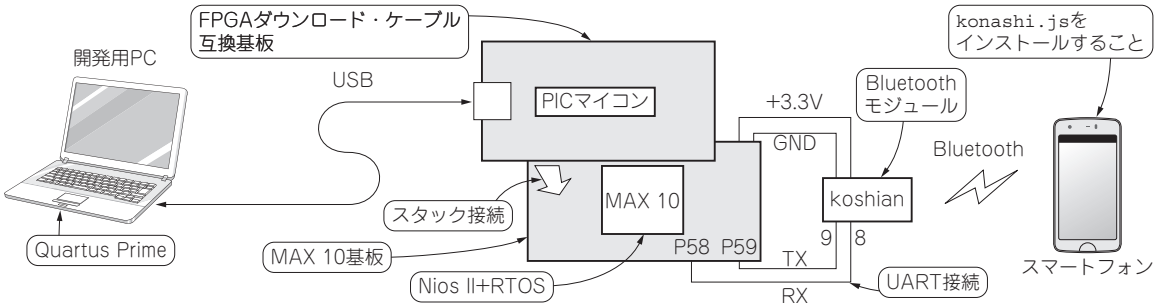 FPGAダウンロード・ケーブル
互換基板
konashi.jsを
インストールすること
開発用PC
USB
PICマイコン
+3.3V
GND
Bluetooth
モジュール
Bluetooth
スタック接続
MAX 10
koshian
Quartus Prime
MAX 10基板
P58
P59
9
8
TX
Nios II+RTOS
RX
UART接続
スマートフォン